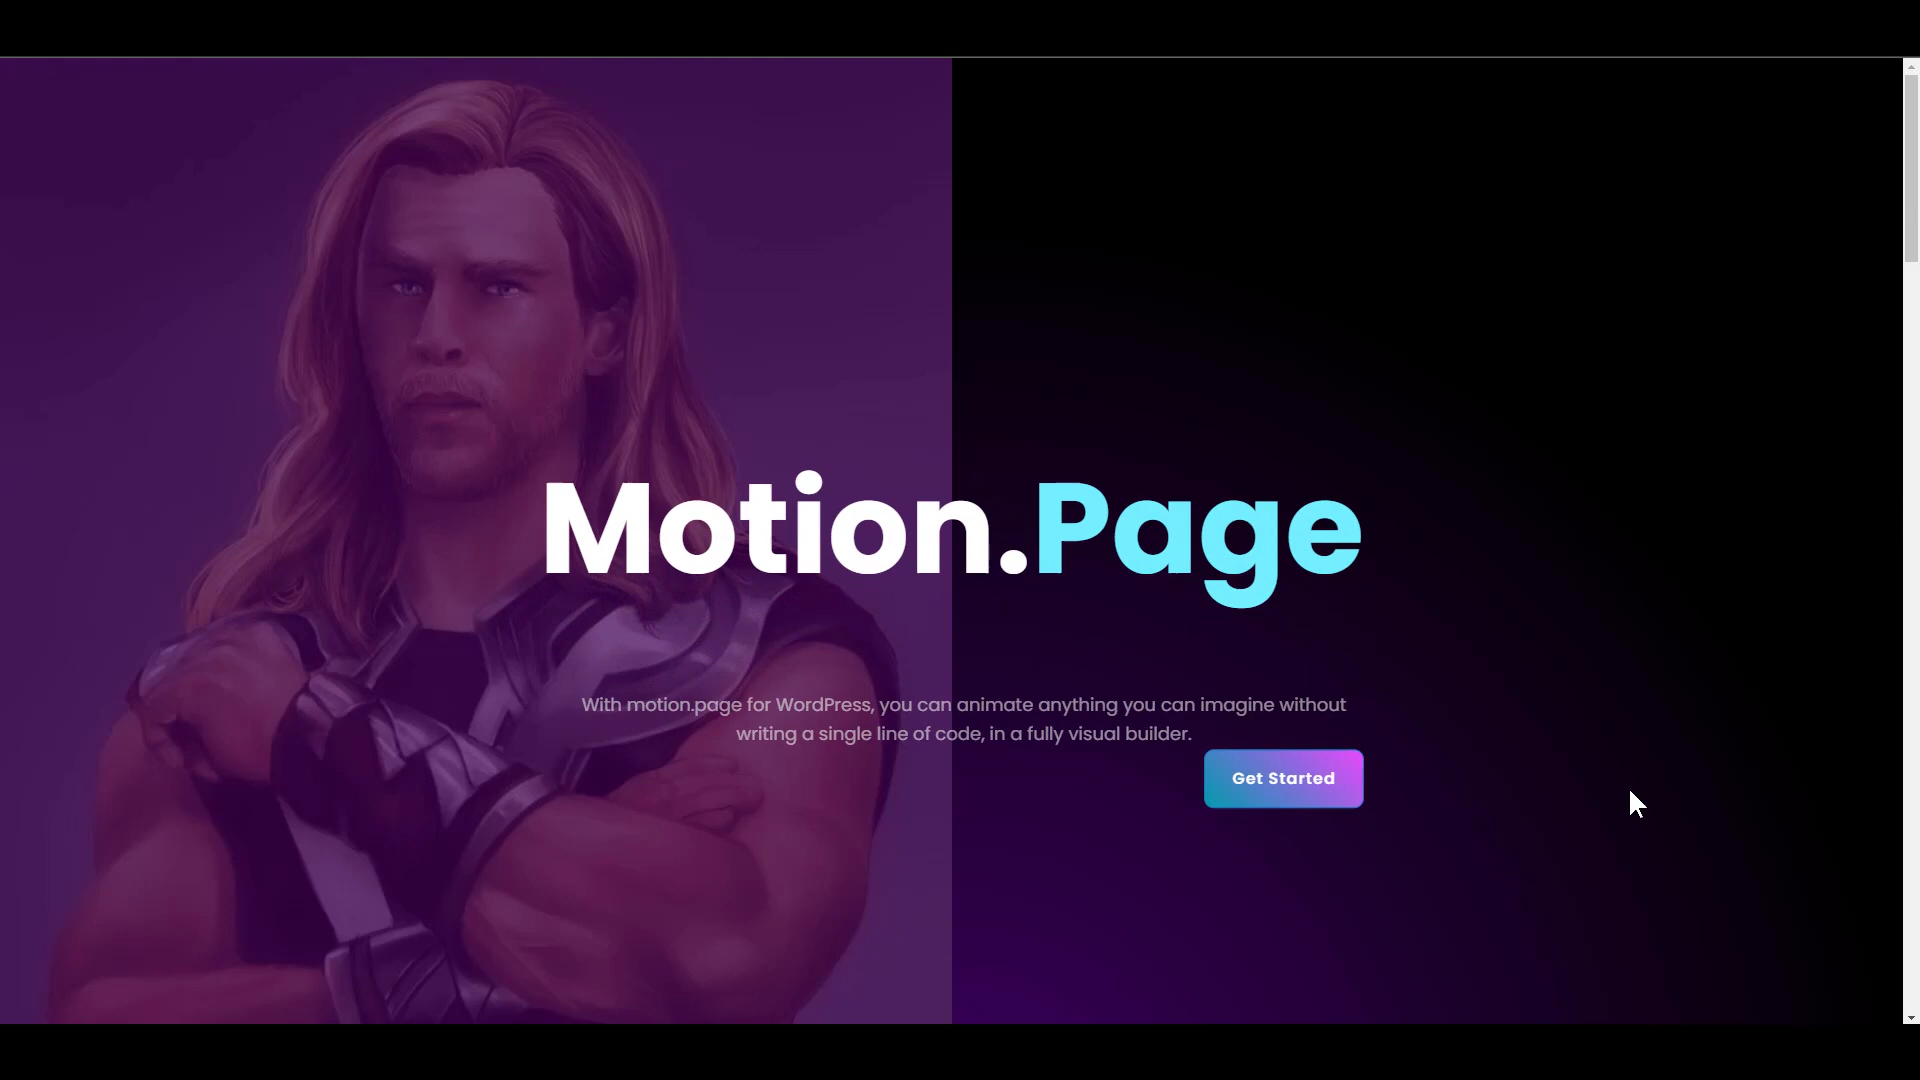 Motion.Page
With motion.page for WordPress, you can animate anything you can imagine without
writing a single line of code, in a fully visual builder.
Get Started